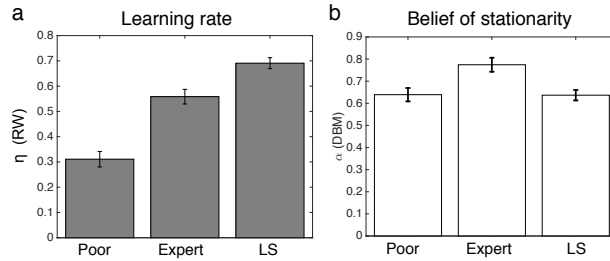 a
Learning rate
0.8
0.7
0.6
0.5
0.4
0.3
0.2
0.1
0
η (RW)
Poor Expert LS
b
Belief of stationarity
0.9
0.8
0.7
0.6
0.5
0.4
0.3
0.2
0.1
0
α (DBM)
Poor Expert LS